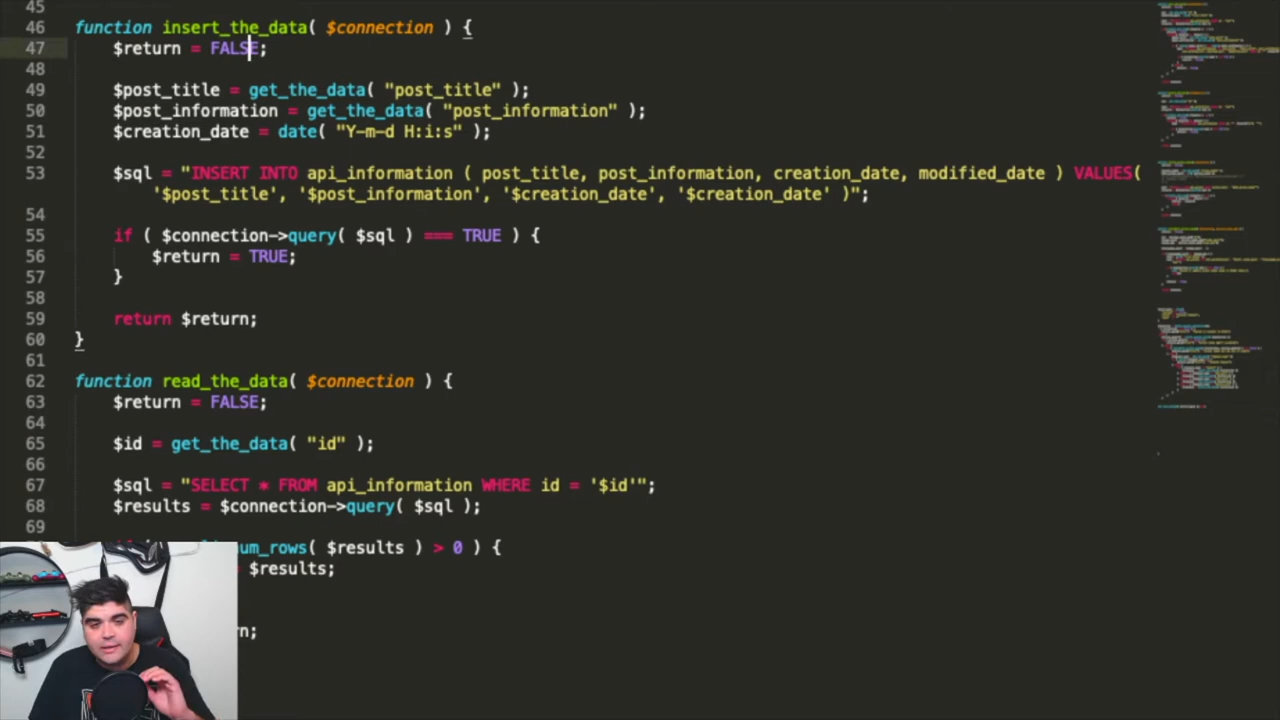 45
46 function insert_the_data( $connection ) {
47 $return = FALSE;
48
49 $post_title = get_the_data( "post_title" );
50 $post_information = get_the_data( "post_information" );
51 $creation_date = date( "Y-m-d H:i:s" );
52
53 $sql = "INSERT INTO api_information ( post_title, post_information, creation_date, modified_date ) VALUES(
'$post_title', '$post_information', '$creation_date', '$creation_date' )";
54
55 if ( $connection->query( $sql ) === TRUE ) {
56 $return = TRUE;
57 }
58
59 return $return;
60 }
61
62 function read_the_data( $connection ) {
63 $return = FALSE;
64
65 $id = get_the_data( "id" );
66
67 $sql = "SELECT * FROM api_information WHERE id = '$id'";
68 $results = $connection->query( $sql );
69
num_rows( $results ) > 0 ) {
$results;